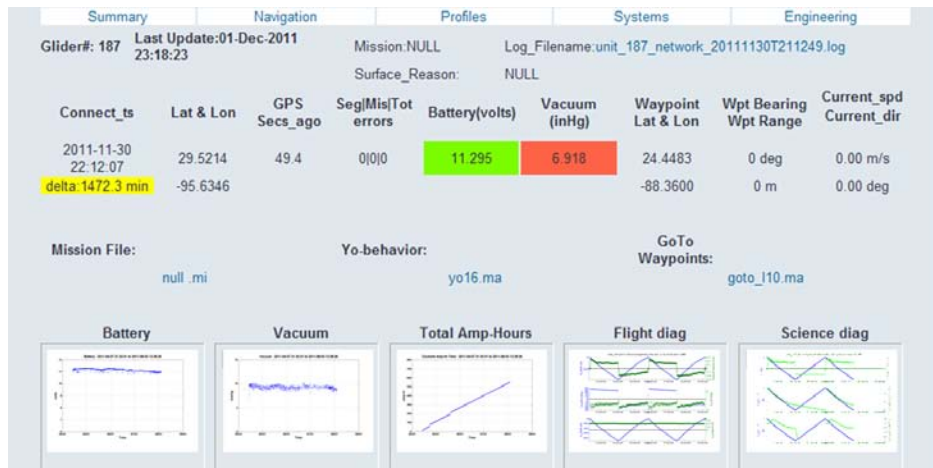 Summary Navigation Profiles Systems Engineering
Glider#: 187 Last Update:01-Dec-2011 23:18:23 Mission:NULL Log_Filename:unit_187_network_20111130T211249.log
Surface_Reason: NULL
Connect_ts Lat & Lon GPS Secs_ago Seg|Mis|Tot errors Battery(volts) Vacuum (inHg) Waypoint Lat & Lon Wpt Bearing Wpt Range Current_spd Current_dir
2011-11-30 22:12:07 29.5214 49.4 0|0|0 11.295 6.918 24.4483 0 deg 0.00 m/s
delta:1472.3 min -95.6346 -88.3600 0 m 0.00 deg
Mission File: Yo-behavior: GoTo Waypoints:
null .mi yo16.ma goto_l10.ma
Battery Vacuum Total Amp-Hours Flight diag Science diag